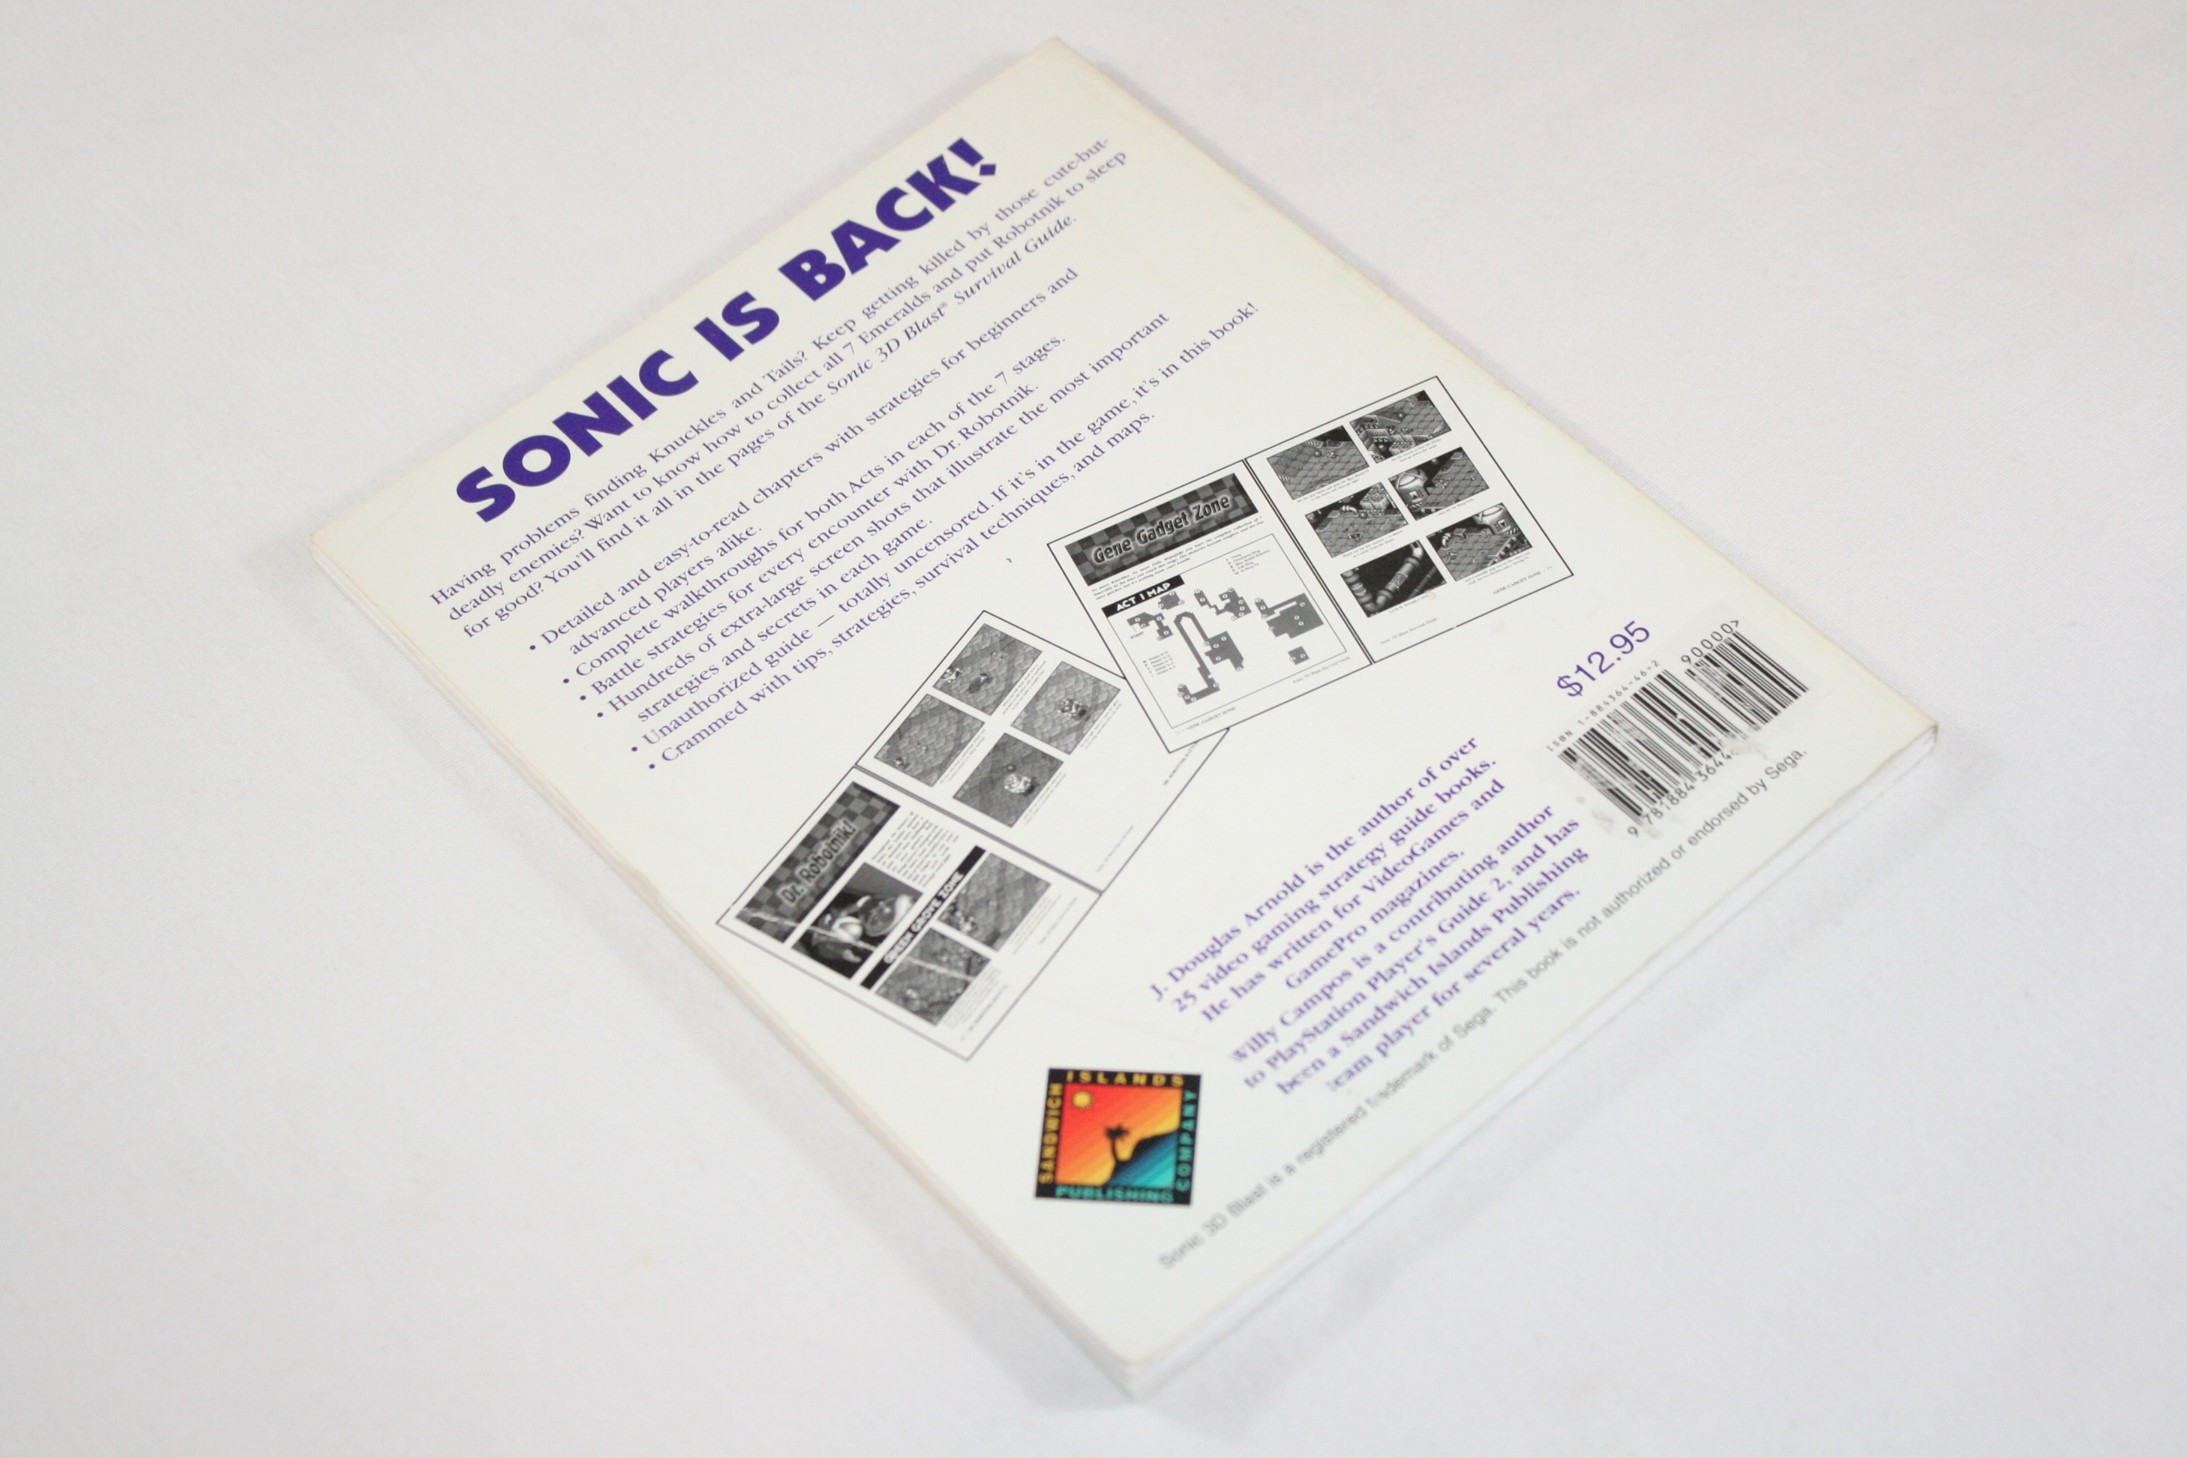 SONIC IS BACK!
Having problems finding Knuckles and Tails? Keep getting killed by those cute-but-
deadly enemies? Want to know how to collect all 7 Emeralds and put Robotnik to sleep
for good? You'll find it all in the pages of the Sonic 3D Blast® Survival Guide.
• Detailed and easy-to-read chapters with strategies for beginners and
advanced players alike.
• Complete walkthroughs for both Acts in each of the 7 stages.
• Battle strategies for every encounter with Dr. Robotnik.
• Hundreds of extra-large screen shots that illustrate the most important
strategies and secrets in each game.
• Unauthorized guide — totally uncensored. If it's in the game, it's in this book!
• Crammed with tips, strategies, survival techniques, and maps.
Gene Gadget Zone
ACT 1 MAP
GENE GADGET ZONE
Dr. Robotnik!
GREEN GROVE ZONE
$12.95
ISBN 1-884364-46-2
90000>
9 781884 3644
J. Douglas Arnold is the author of over
25 video gaming strategy guide books.
He has written for VideoGames and
GamePro magazines.
Willy Campos is a contributing author
to PlayStation Player's Guide 2, and has
been a Sandwich Islands Publishing
team player for several years.
SANDWICH ISLANDS
PUBLISHING COMPANY
Sonic 3D Blast is a registered trademark of Sega. This book is not authorized or endorsed by Sega.